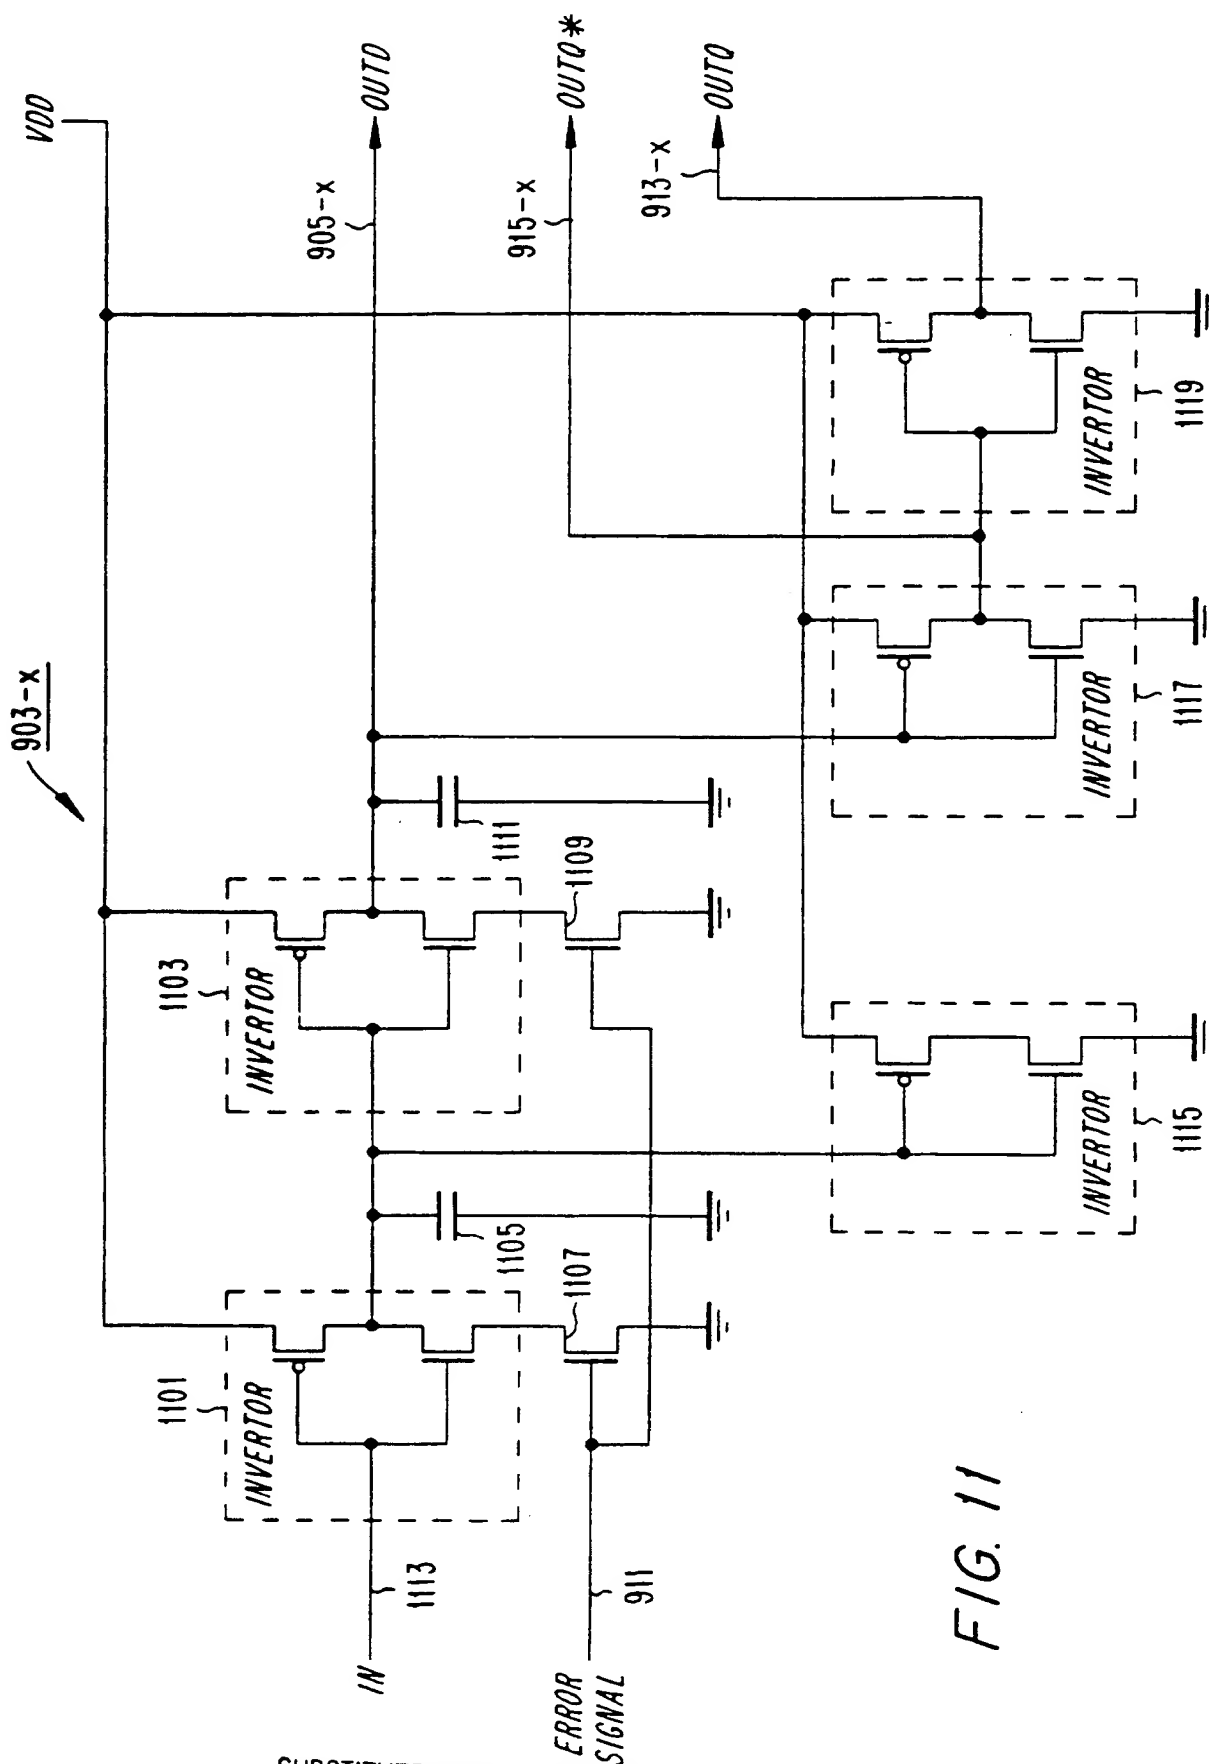 903-x
VDD
1101
INVERTOR
1103
INVERTOR
905-x
OUTD
IN
1113
1105
1111
915-x
OUTQ*
1107
1109
913-x
OUTQ
ERROR
SIGNAL
911
INVERTOR
1115
INVERTOR
1117
INVERTOR
1119
FIG. 11